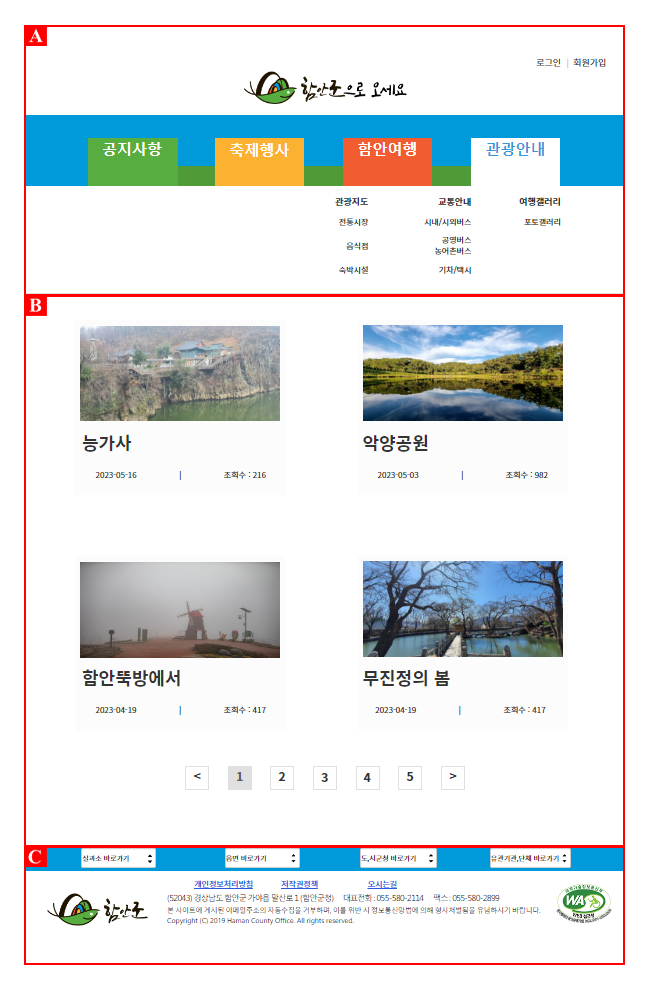 A
로그인 | 회원가입
함안군으로 오세요
공지사항 축제행사 함안여행 관광안내
관광지도 교통안내 여행갤러리
전통시장 시내/시외버스 포토갤러리
음식점 공영버스
농어촌버스
숙박시설 기차/택시
B
능가사 악양공원
2023-05-16 | 조회수 : 216 2023-05-03 | 조회수 : 982
함안뚝방에서 무진정의 봄
2023-04-19 | 조회수 : 417 2023-04-19 | 조회수 : 417
< 1 2 3 4 5 >
C
실과소 바로가기 읍면 바로가기 도,시군청 바로가기 유관기관,단체 바로가기
개인정보처리방침 저작권정책 오시는길
(52043) 경상남도 함안군 가야읍 말산로 1 (함안군청) 대표전화 : 055-580-2114 팩스 : 055-580-2899
본 사이트에 게시된 이메일주소의 자동수집을 거부하며, 이를 위반 시 정보통신망법에 의해 형사처벌됨을 유념하시기 바랍니다.
Copyright (C) 2019 Haman County Office. All rights reserved.
함안군
WA